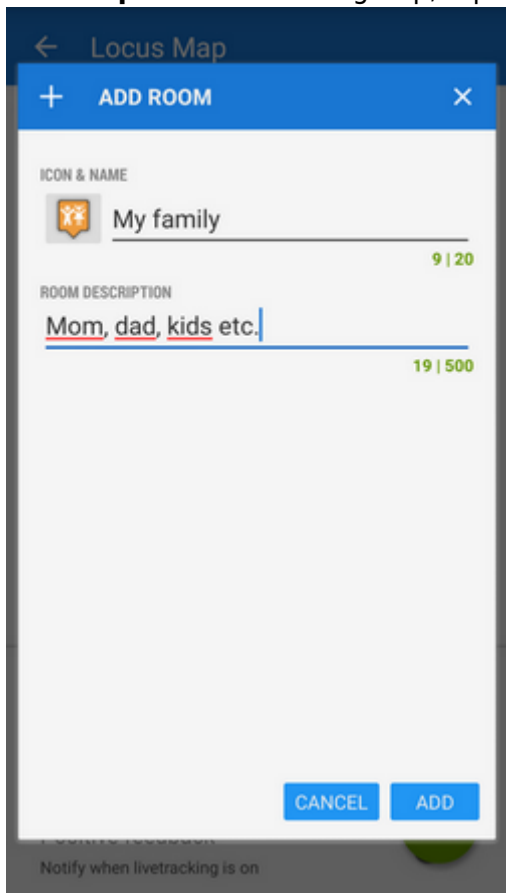 Locus Map
+ ADD ROOM ×
ICON & NAME
My family
9 | 20
ROOM DESCRIPTION
Mom, dad, kids etc.
19 | 500
CANCEL ADD
Notify when livetracking is on